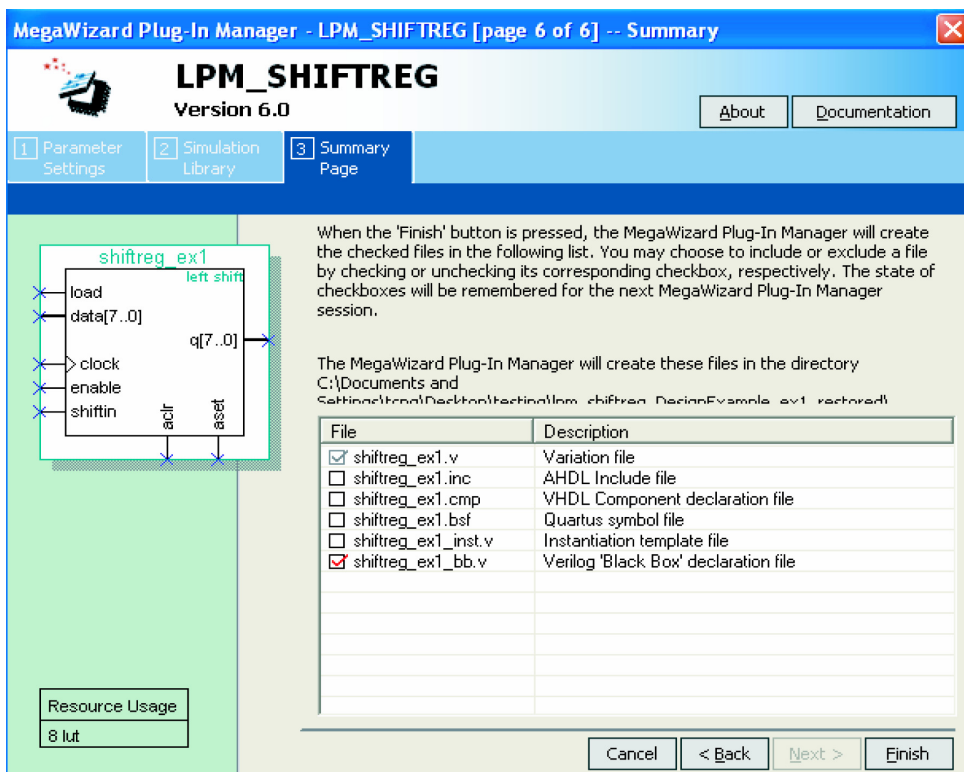 MegaWizard Plug-In Manager - LPM_SHIFTREG [page 6 of 6] -- Summary
LPM_SHIFTREG
Version 6.0
About
Documentation
1 Parameter Settings
2 Simulation Library
3 Summary Page
shiftreg_ex1
left shift
load
data[7..0]
q[7..0]
clock
enable
shiftin
aclr
aset
Resource Usage
8 lut
When the 'Finish' button is pressed, the MegaWizard Plug-In Manager will create
the checked files in the following list. You may choose to include or exclude a file
by checking or unchecking its corresponding checkbox, respectively. The state of
checkboxes will be remembered for the next MegaWizard Plug-In Manager
session.
The MegaWizard Plug-In Manager will create these files in the directory
C:\Documents and
Settings\tcng\Desktop\testing\lpm_shiftreg_DesignExample_ex1_restored\
File Description
shiftreg_ex1.v Variation file
shiftreg_ex1.inc AHDL Include file
shiftreg_ex1.cmp VHDL Component declaration file
shiftreg_ex1.bsf Quartus symbol file
shiftreg_ex1_inst.v Instantiation template file
shiftreg_ex1_bb.v Verilog 'Black Box' declaration file
Cancel
< Back
Next >
Finish